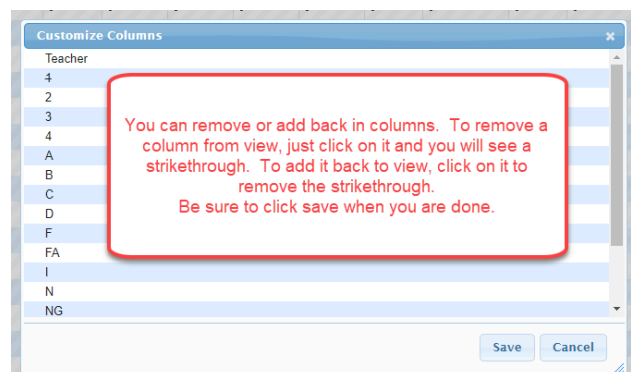 Customize Columns
Teacher
1
2
3
4
A
B
C
D
F
FA
I
N
NG
You can remove or add back in columns. To remove a
column from view, just click on it and you will see a
strikethrough. To add it back to view, click on it to
remove the strikethrough.
Be sure to click save when you are done.
Save Cancel